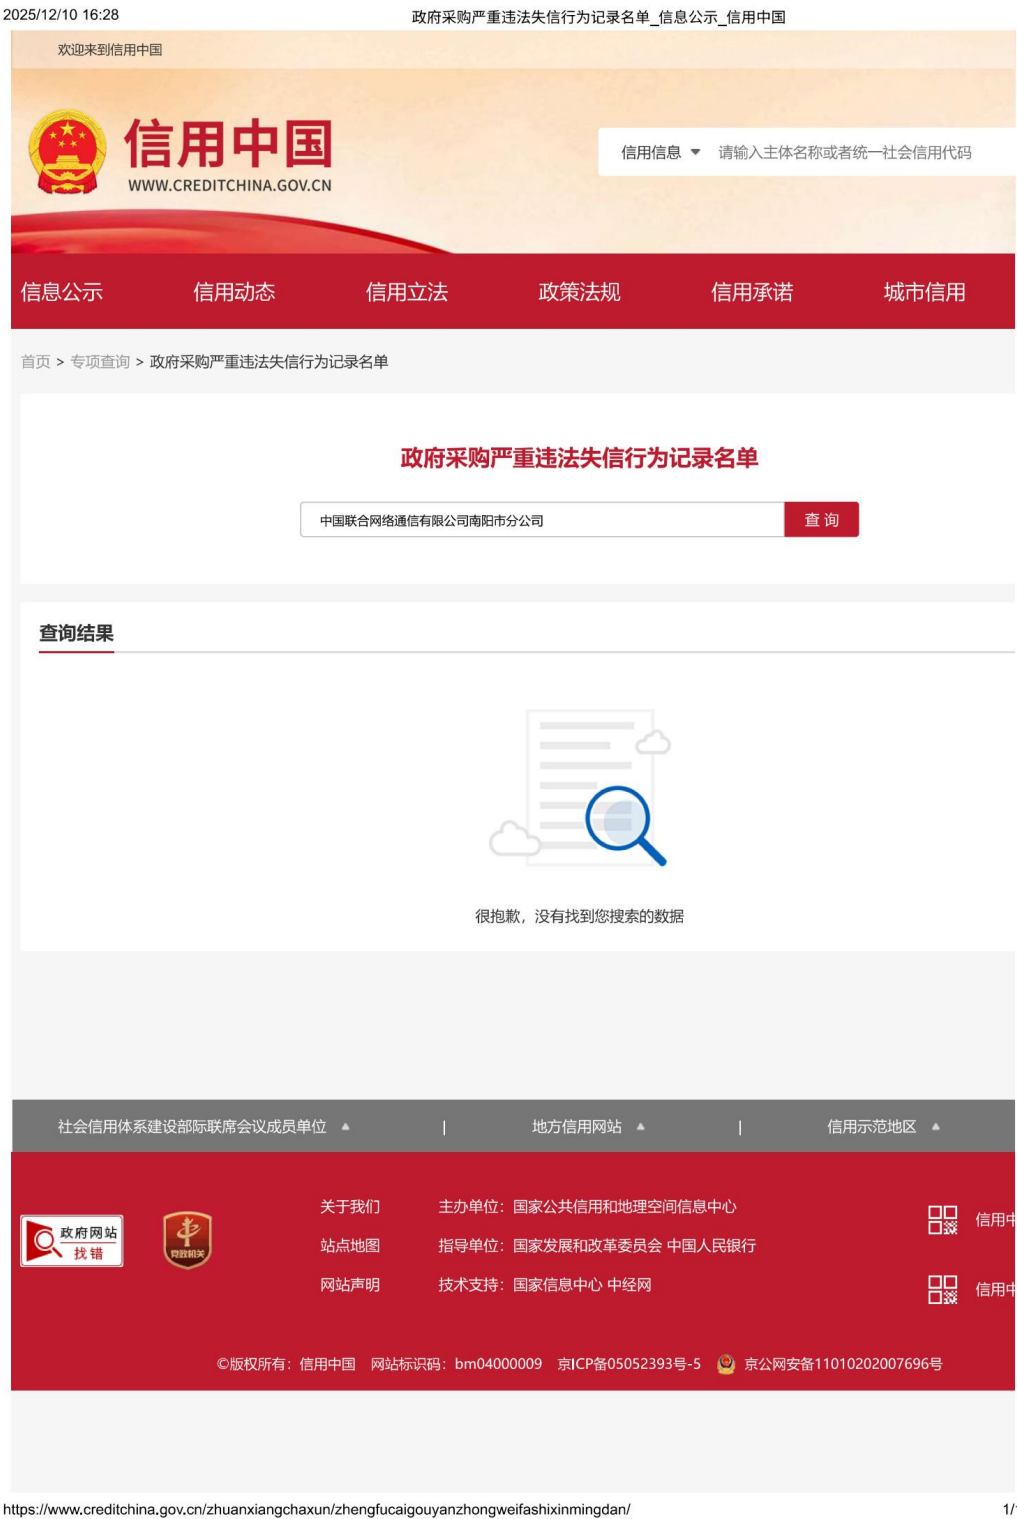 2025/12/10 16:28
政府采购严重违法失信行为记录名单_信息公示_信用中国
欢迎来到信用中国
信用中国
WWW.CREDITCHINA.GOV.CN
信用信息 请输入主体名称或者统一社会信用代码
信息公示 信用动态 信用立法 政策法规 信用承诺 城市信用
首页 > 专项查询 > 政府采购严重违法失信行为记录名单
政府采购严重违法失信行为记录名单
中国联合网络通信有限公司南阳市分公司 查 询
查询结果
很抱歉，没有找到您搜索的数据
社会信用体系建设部际联席会议成员单位 | 地方信用网站 | 信用示范地区
政府网站
找错
党政机关
关于我们 主办单位：国家公共信用和地理空间信息中心
站点地图 指导单位：国家发展和改革委员会 中国人民银行
网站声明 技术支持：国家信息中心 中经网
信用中
信用中
©版权所有：信用中国 网站标识码：bm04000009 京ICP备05052393号-5 京公网安备11010202007696号
https://www.creditchina.gov.cn/zhuanxiangchaxun/zhengfucaigouyanzhongweifashixinmingdan/
1/